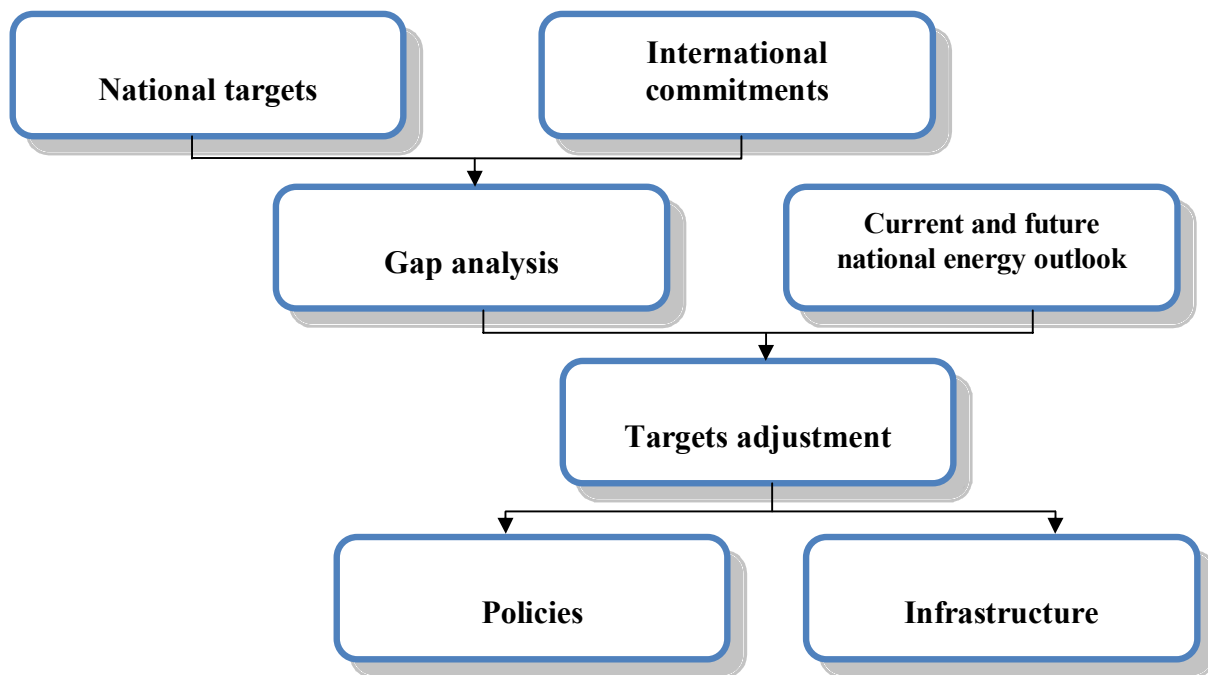 National targets
International
commitments
Gap analysis
Current and future
national energy outlook
Targets adjustment
Policies
Infrastructure